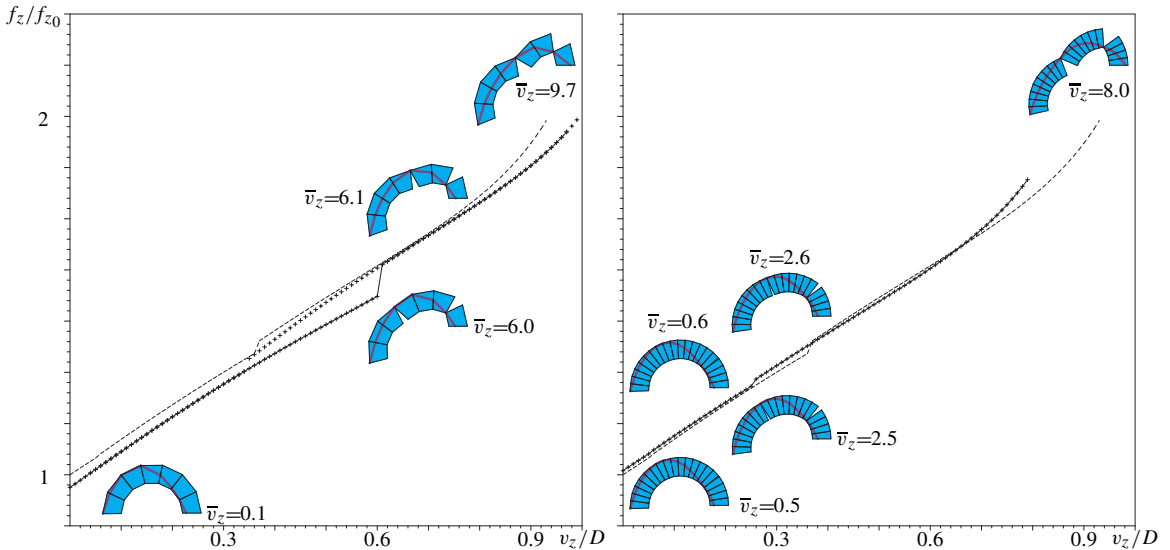 f_z/f_{z_0}
2
1
v̅_z=9.7
v̅_z=6.1
v̅_z=6.0
v̅_z=0.1
0.3
0.6
0.9
v_z/D
v̅_z=8.0
v̅_z=2.6
v̅_z=0.6
v̅_z=2.5
v̅_z=0.5
0.3
0.6
0.9
v_z/D